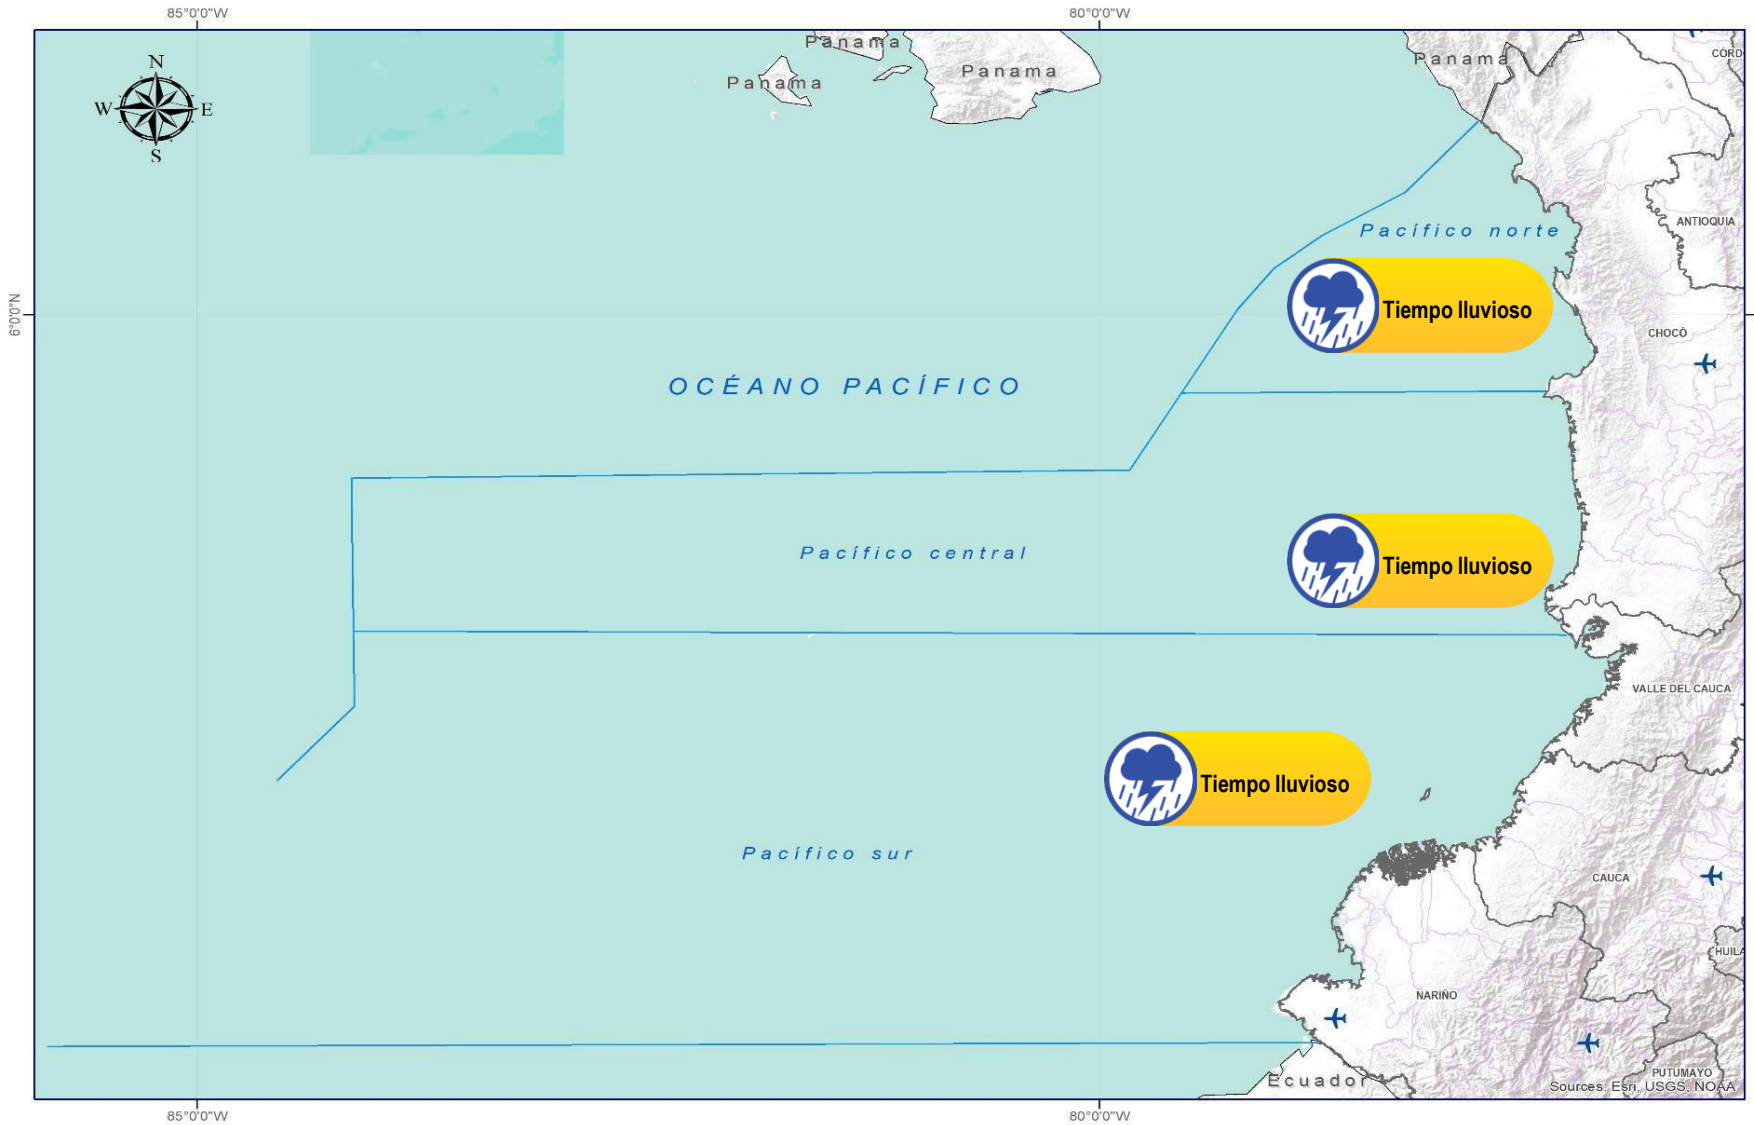 85°0'0"W
80°0'0"W
N
W
E
S
Panama
Panama
Panama
Panama
CORD
ANTIOQUIA
Pacífico norte
Tiempo lluvioso
6°0'0"N
CHOCÓ
OCÉANO PACÍFICO
Pacífico central
Tiempo lluvioso
VALLE DEL CAUCA
Tiempo lluvioso
Pacífico sur
CAUCA
HUILA
NARIÑO
Ecuador
PUTUMAYO
Sources: Esri, USGS, NOAA
85°0'0"W
80°0'0"W